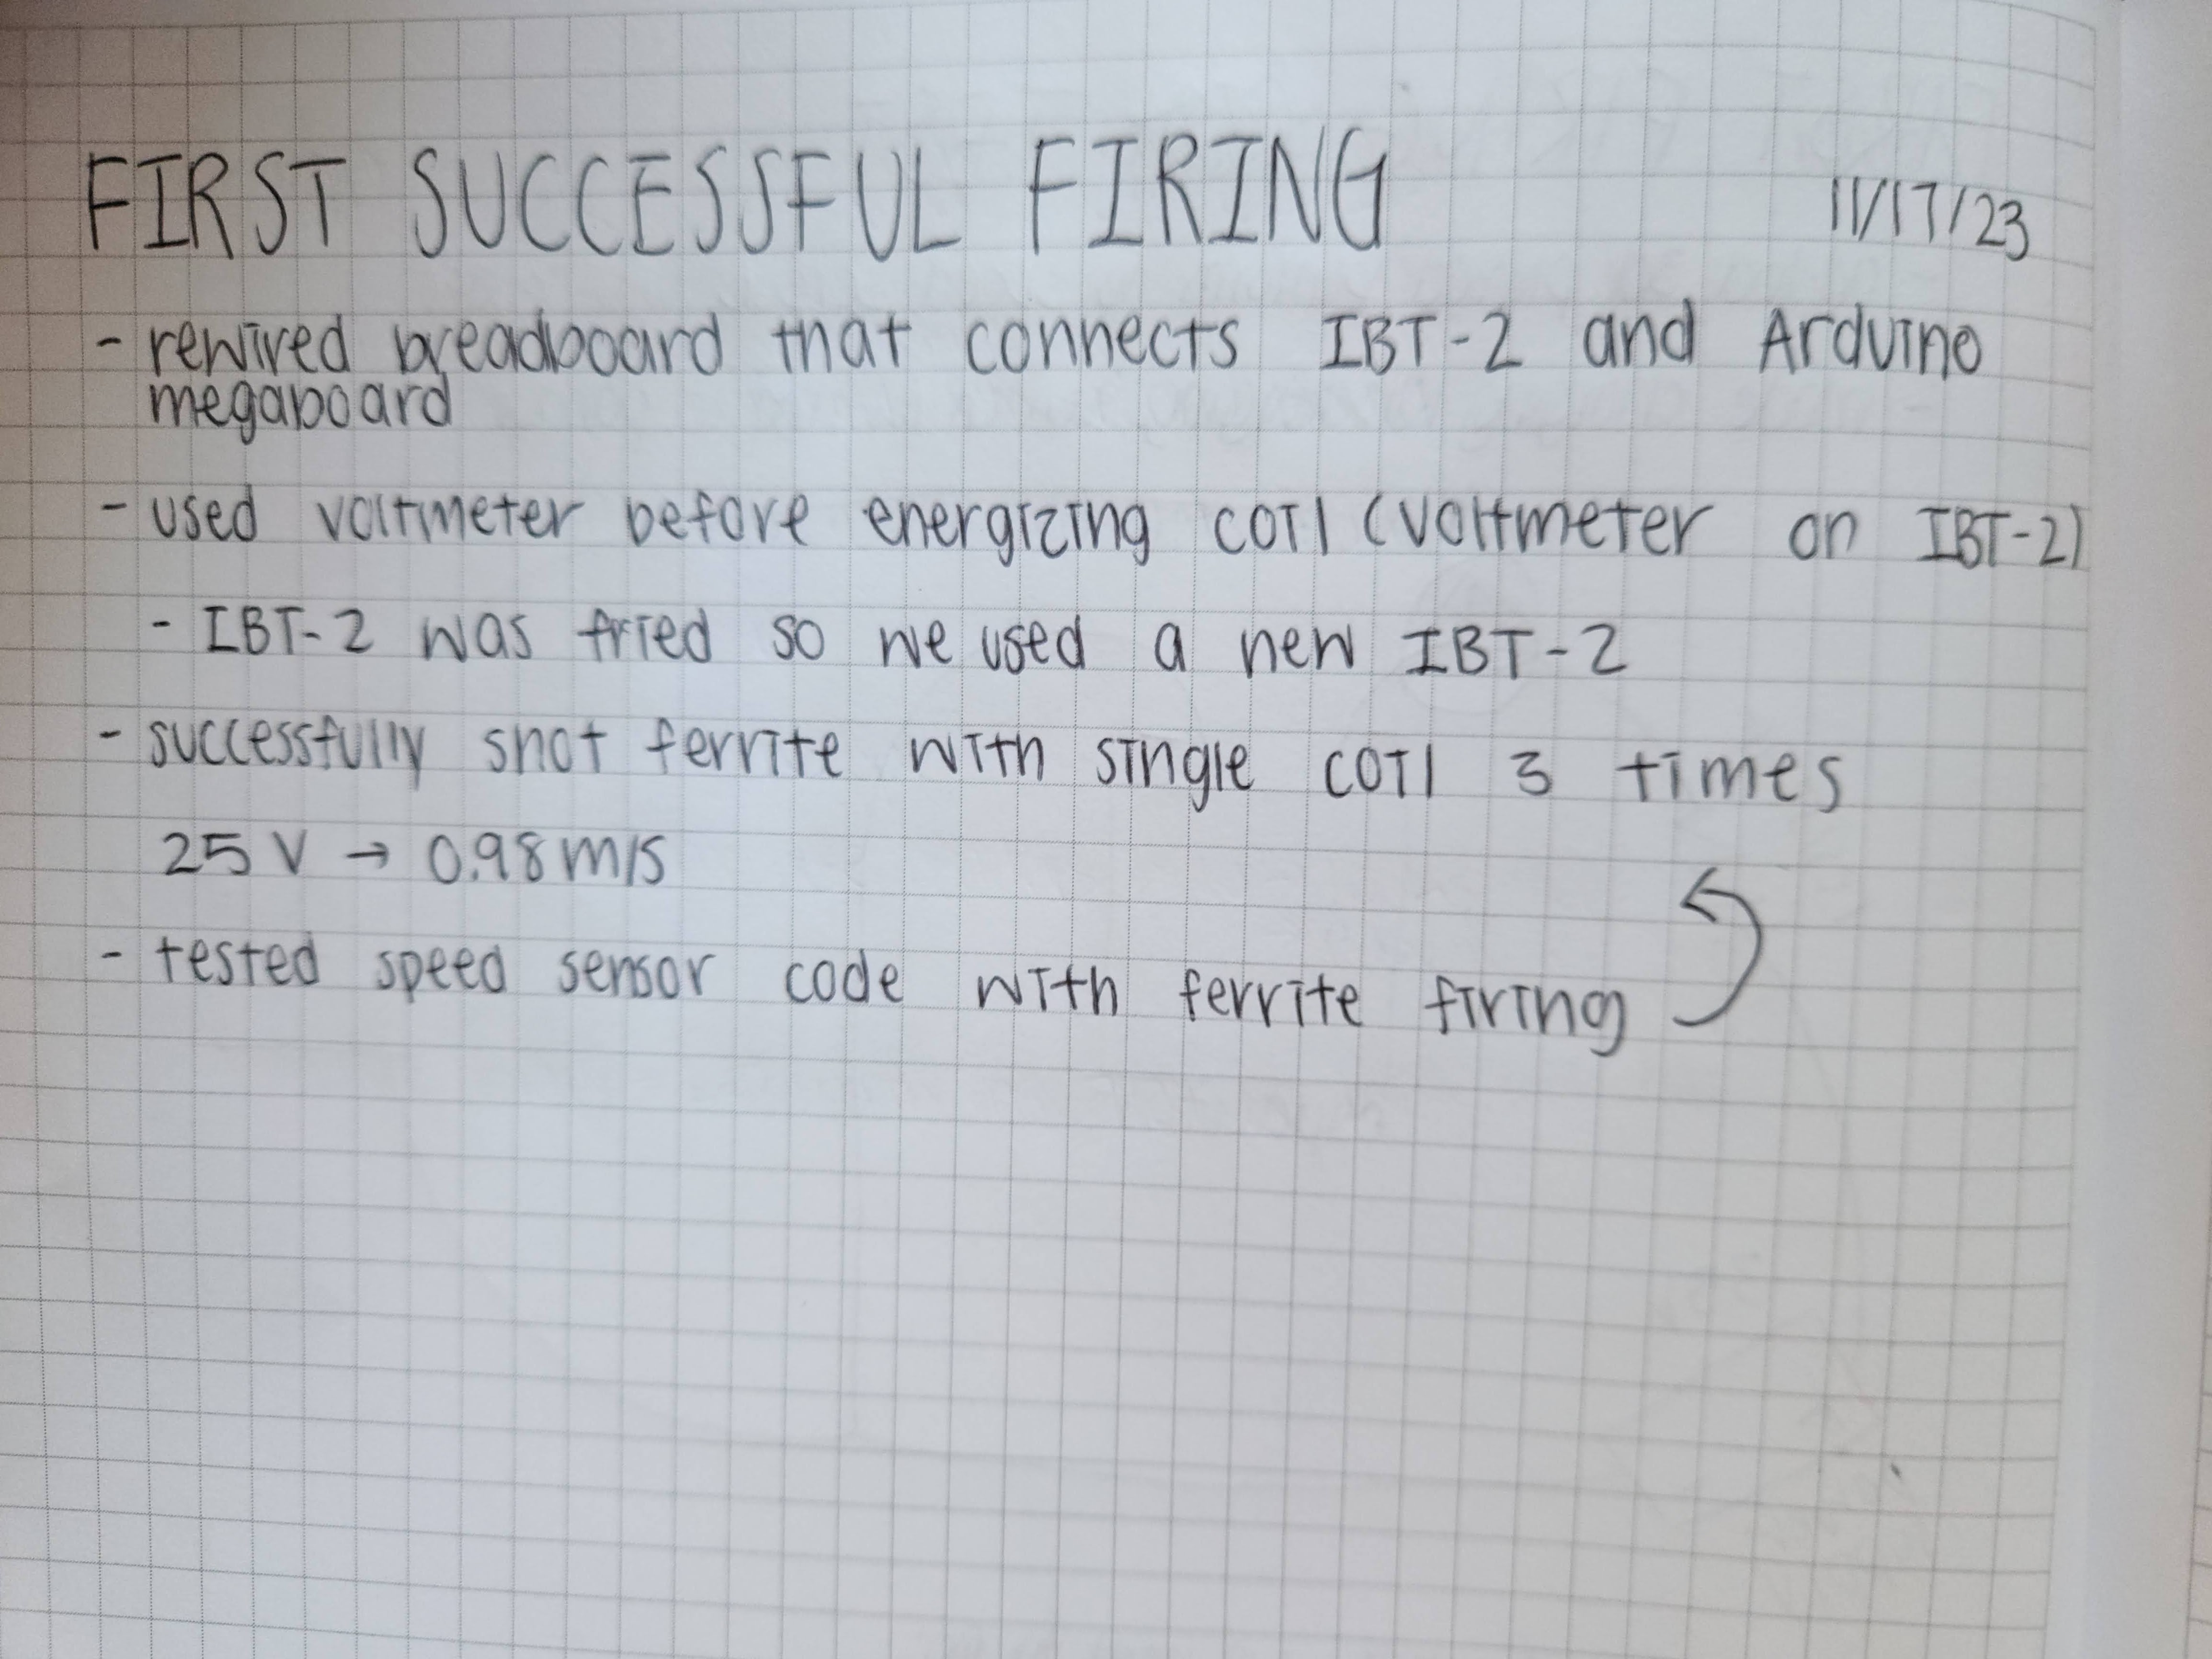 FIRST SUCCESSFUL FIRING 11/17/23
- rewired breadboard that connects IBT-2 and Arduino
megaboard
- used voltmeter before energizing coil (voltmeter on IBT-2)
- IBT-2 was fried so we used a new IBT-2
- successfully shot ferrite with single coil 3 times
25 V → 0.98 m/s
- tested speed sensor code with ferrite firing